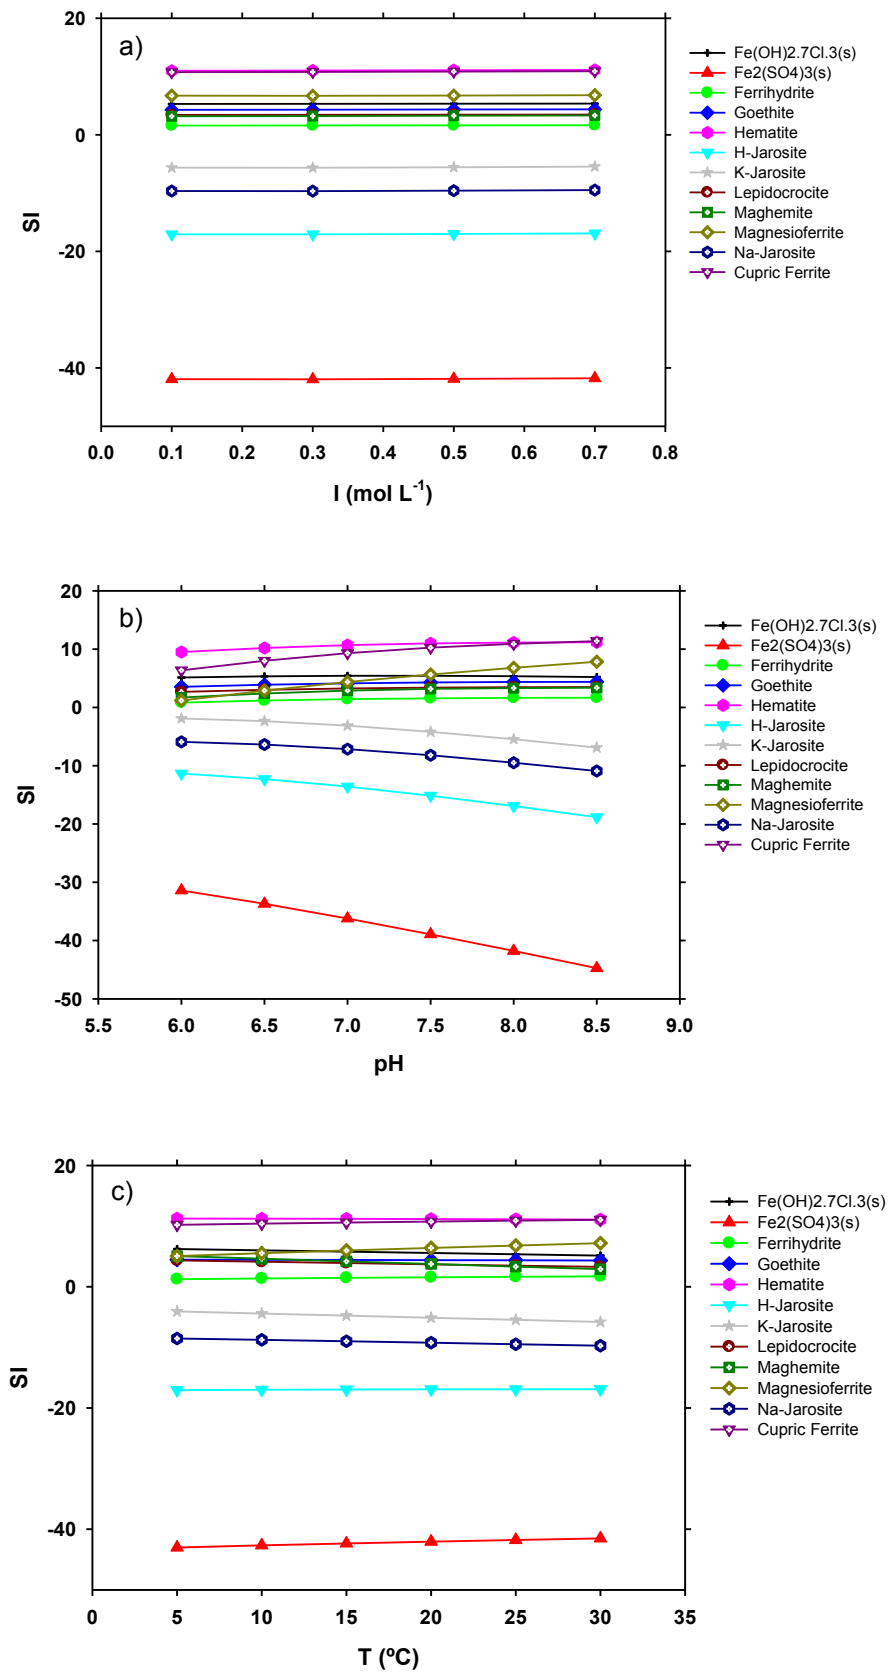 a)
20
0
-20
-40
SI
0.0 0.1 0.2 0.3 0.4 0.5 0.6 0.7 0.8
I (mol L-1)
Fe(OH)2.7Cl.3(s)
Fe2(SO4)3(s)
Ferrihydrite
Goethite
Hematite
H-Jarosite
K-Jarosite
Lepidocrocite
Maghemite
Magnesioferrite
Na-Jarosite
Cupric Ferrite
b)
20
10
0
-10
-20
-30
-40
-50
SI
5.5 6.0 6.5 7.0 7.5 8.0 8.5 9.0
pH
Fe(OH)2.7Cl.3(s)
Fe2(SO4)3(s)
Ferrihydrite
Goethite
Hematite
H-Jarosite
K-Jarosite
Lepidocrocite
Maghemite
Magnesioferrite
Na-Jarosite
Cupric Ferrite
c)
20
0
-20
-40
SI
0 5 10 15 20 25 30 35
T (ºC)
Fe(OH)2.7Cl.3(s)
Fe2(SO4)3(s)
Ferrihydrite
Goethite
Hematite
H-Jarosite
K-Jarosite
Lepidocrocite
Maghemite
Magnesioferrite
Na-Jarosite
Cupric Ferrite